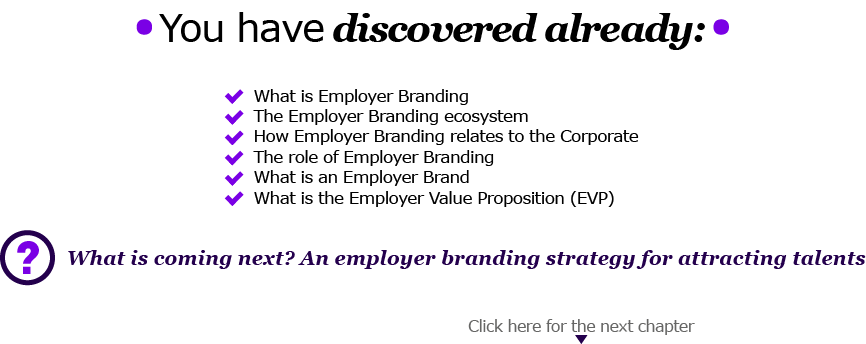 You have discovered already:
What is Employer Branding
The Employer Branding ecosystem
How Employer Branding relates to the Corporate
The role of Employer Branding
What is an Employer Brand
What is the Employer Value Proposition (EVP)
? What is coming next? An employer branding strategy for attracting talents
Click here for the next chapter